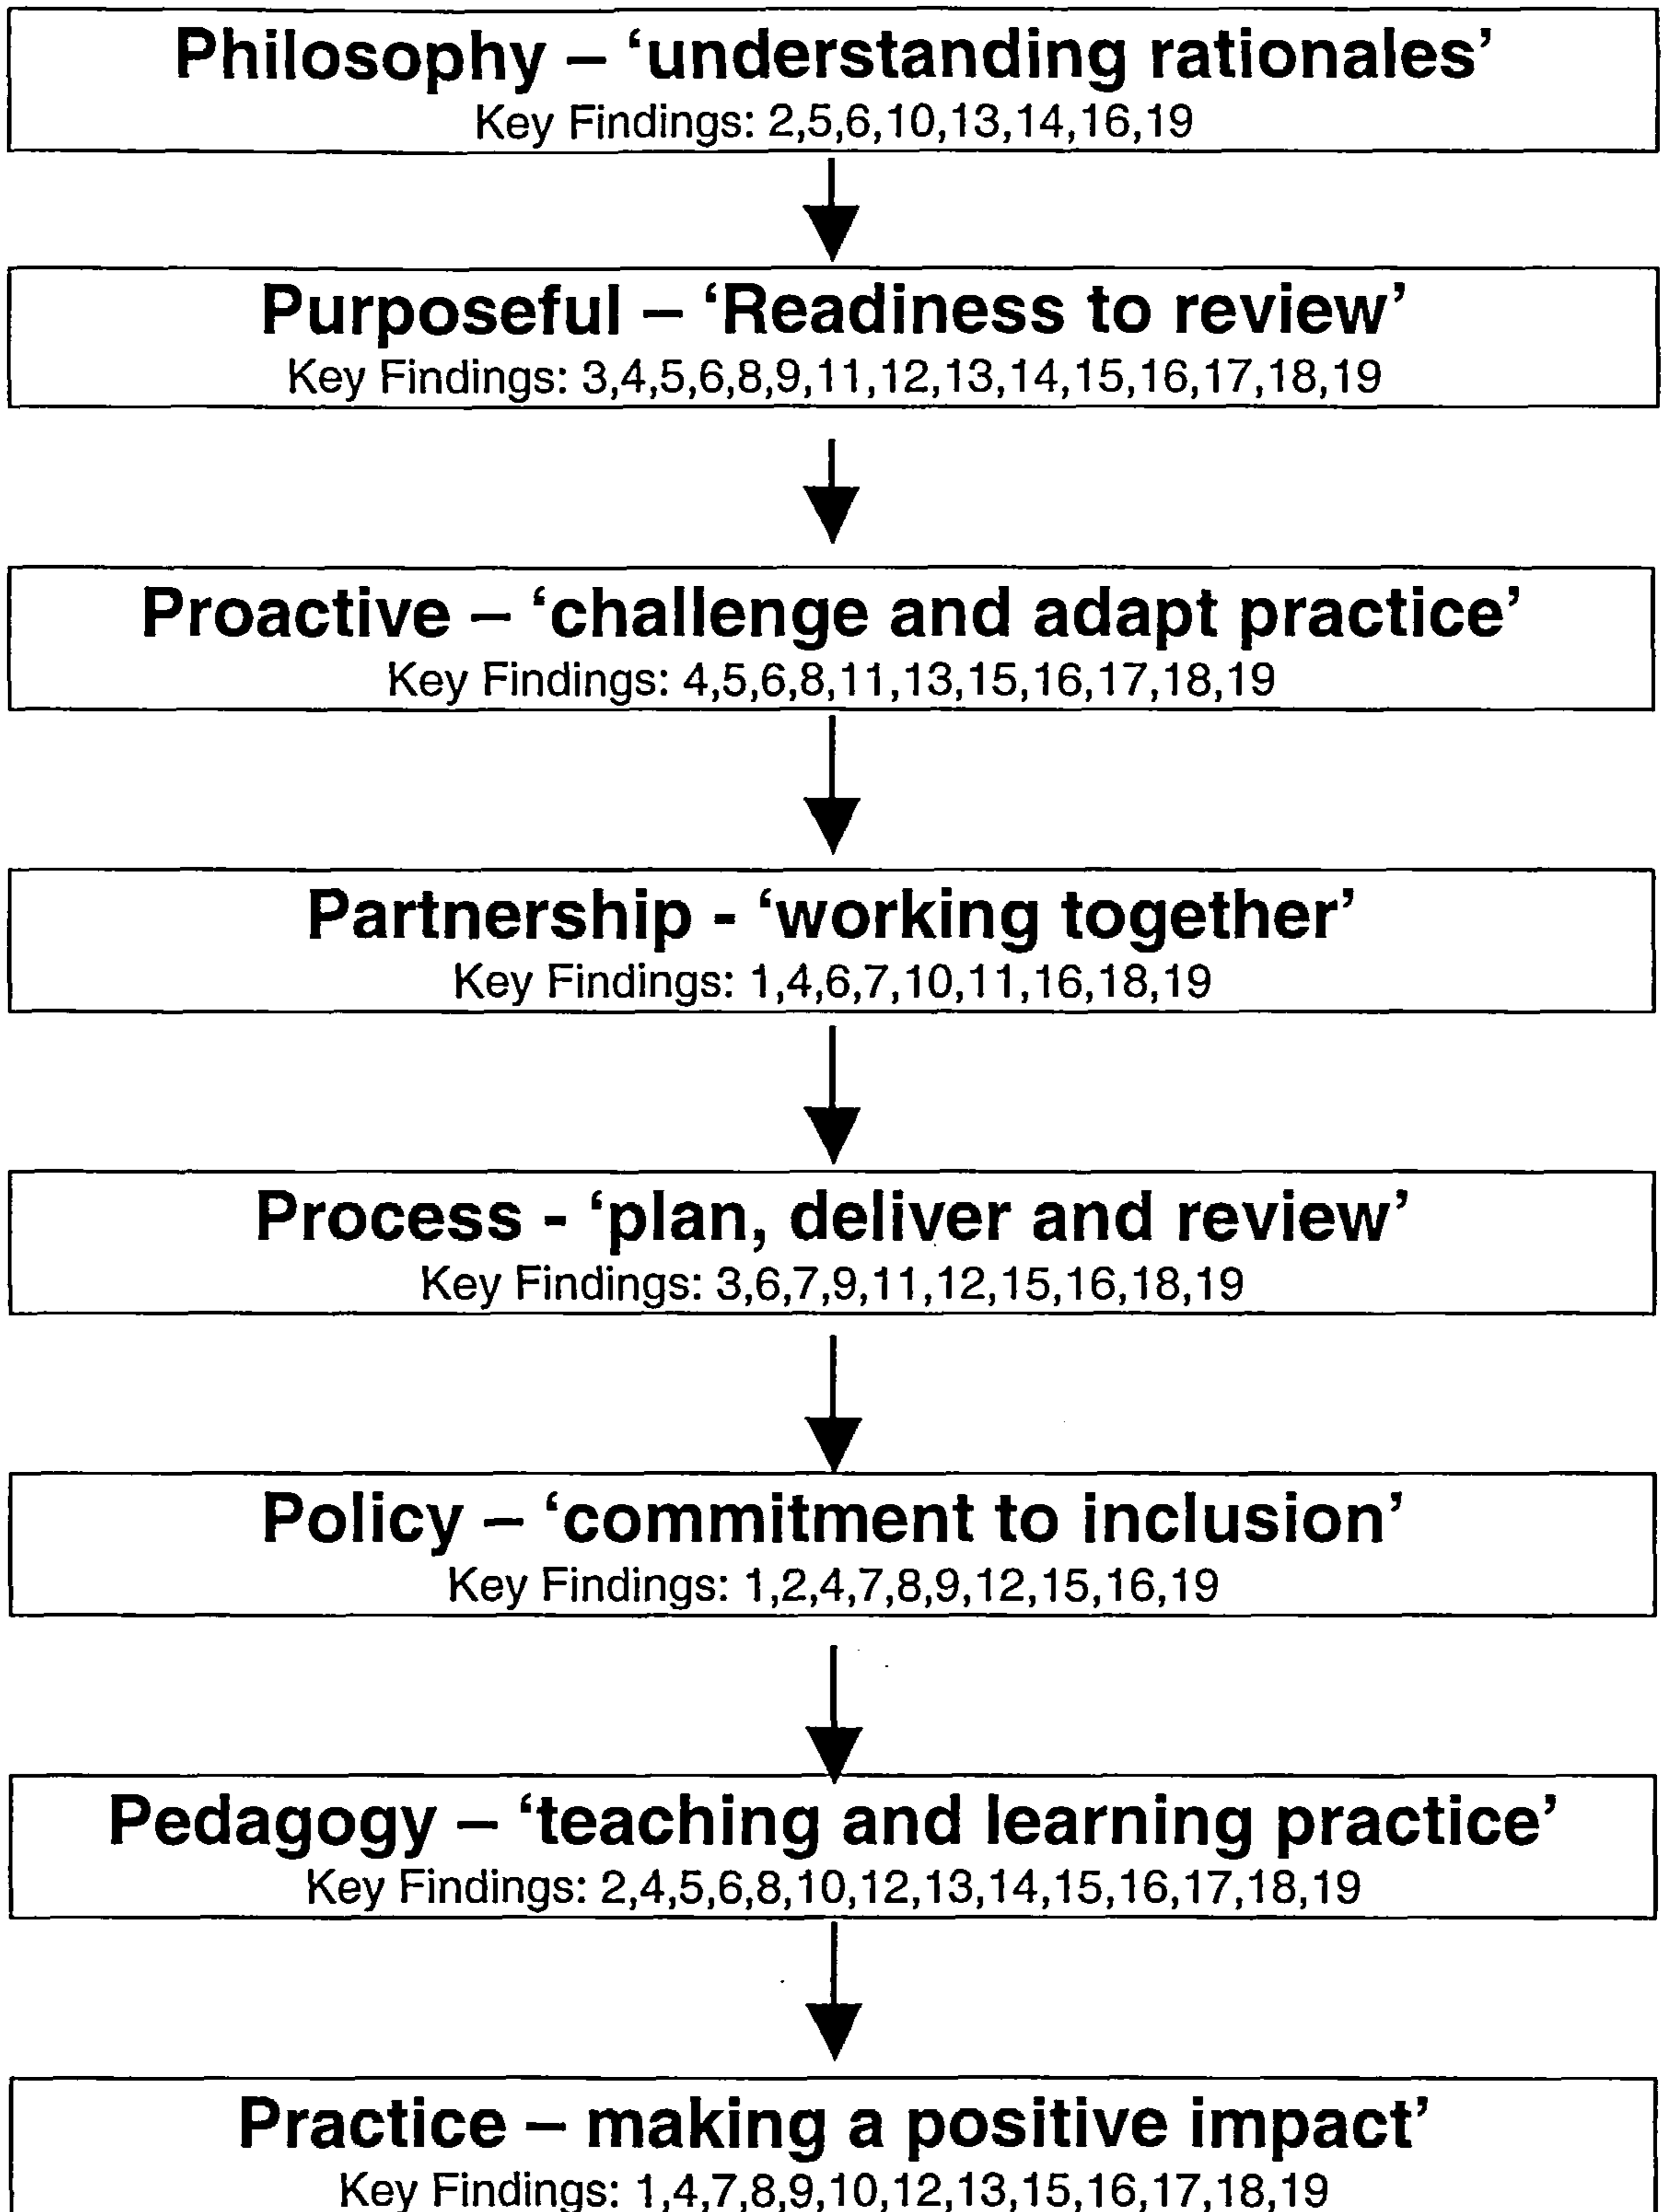 Philosophy – ‘understanding rationales’
Key Findings: 2,5,6,10,13,14,16,19
Purposeful – ‘Readiness to review’
Key Findings: 3,4,5,6,8,9,11,12,13,14,15,16,17,18,19
Proactive – ‘challenge and adapt practice’
Key Findings: 4,5,6,8,11,13,15,16,17,18,19
Partnership - ‘working together’
Key Findings: 1,4,6,7,10,11,16,18,19
Process - ‘plan, deliver and review’
Key Findings: 3,6,7,9,11,12,15,16,18,19
Policy – ‘commitment to inclusion’
Key Findings: 1,2,4,7,8,9,12,15,16,19
Pedagogy – ‘teaching and learning practice’
Key Findings: 2,4,5,6,8,10,12,13,14,15,16,17,18,19
Practice – making a positive impact’
Key Findings: 1,4,7,8,9,10,12,13,15,16,17,18,19